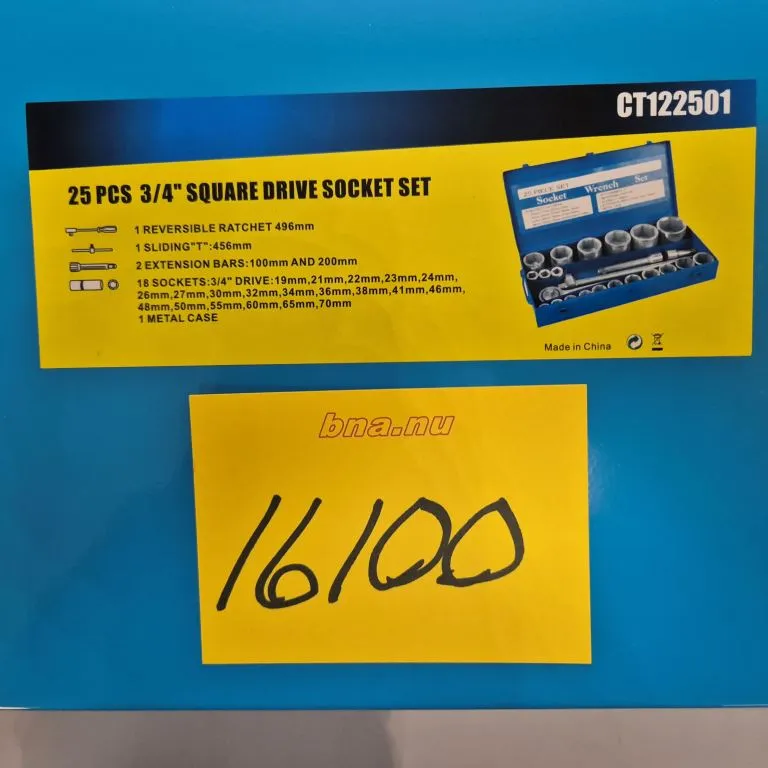 CT122501
25 PCS 3/4" SQUARE DRIVE SOCKET SET
1 REVERSIBLE RATCHET 496mm
1 SLIDING"T":456mm
2 EXTENSION BARS:100mm AND 200mm
18 SOCKETS:3/4" DRIVE:19mm,21mm,22mm,23mm,24mm,
26mm,27mm,30mm,32mm,34mm,36mm,38mm,41mm,46mm,
48mm,50mm,55mm,60mm,65mm,70mm
1 METAL CASE
25 PIECE SET
Socket Wrench Set
Made in China
bna.nu
16100